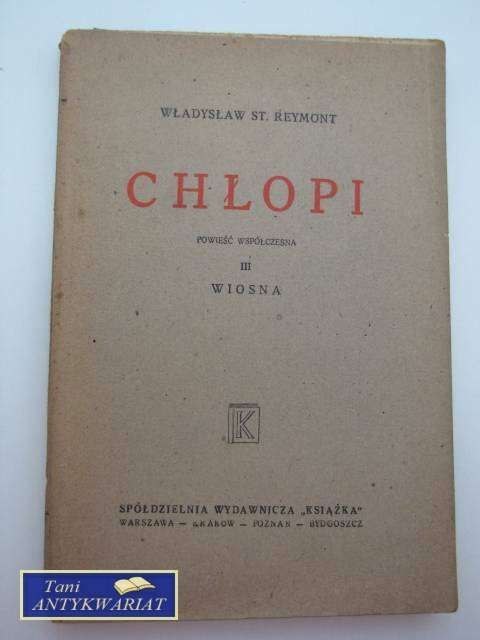 WŁADYSŁAW ST. REYMONT
CHŁOPI
POWIEŚĆ WSPÓŁCZESNA
III
WIOSNA
K
SPÓŁDZIELNIA WYDAWNICZA „KSIĄŻKA"
WARSZAWA — KRAKÓW — POZNAŃ — BYDGOSZCZ
Tani
ANTYKWARIAT